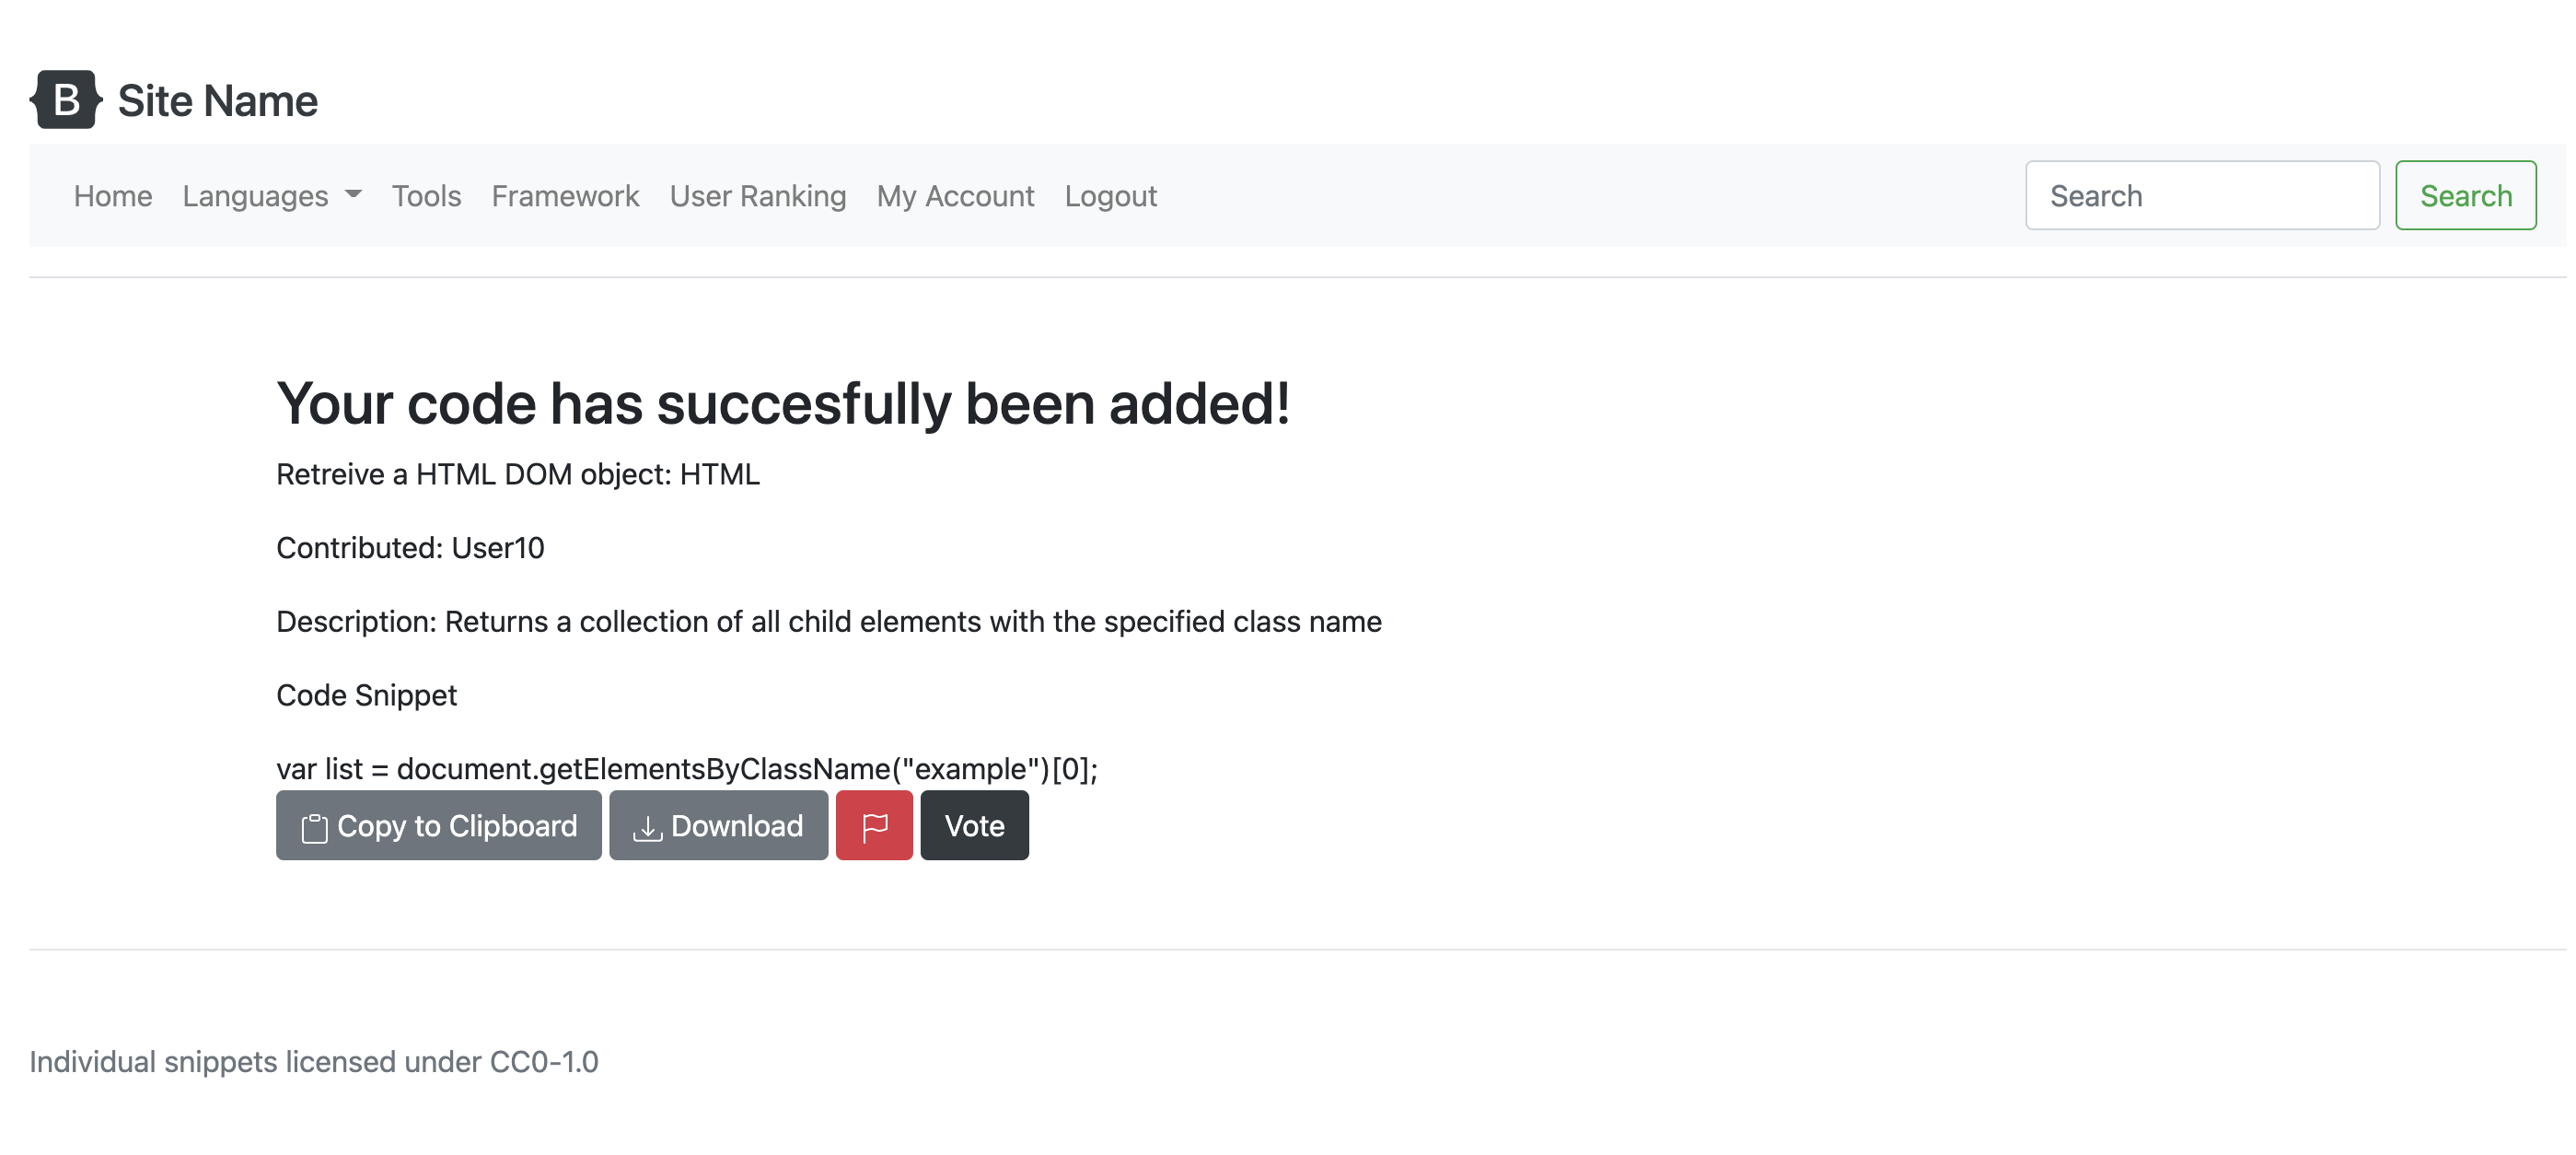 B Site Name
Home Languages Tools Framework User Ranking My Account Logout Search Search
Your code has succesfully been added!
Retreive a HTML DOM object: HTML
Contributed: User10
Description: Returns a collection of all child elements with the specified class name
Code Snippet
var list = document.getElementsByClassName("example")[0];
Copy to Clipboard Download Vote
Individual snippets licensed under CC0-1.0